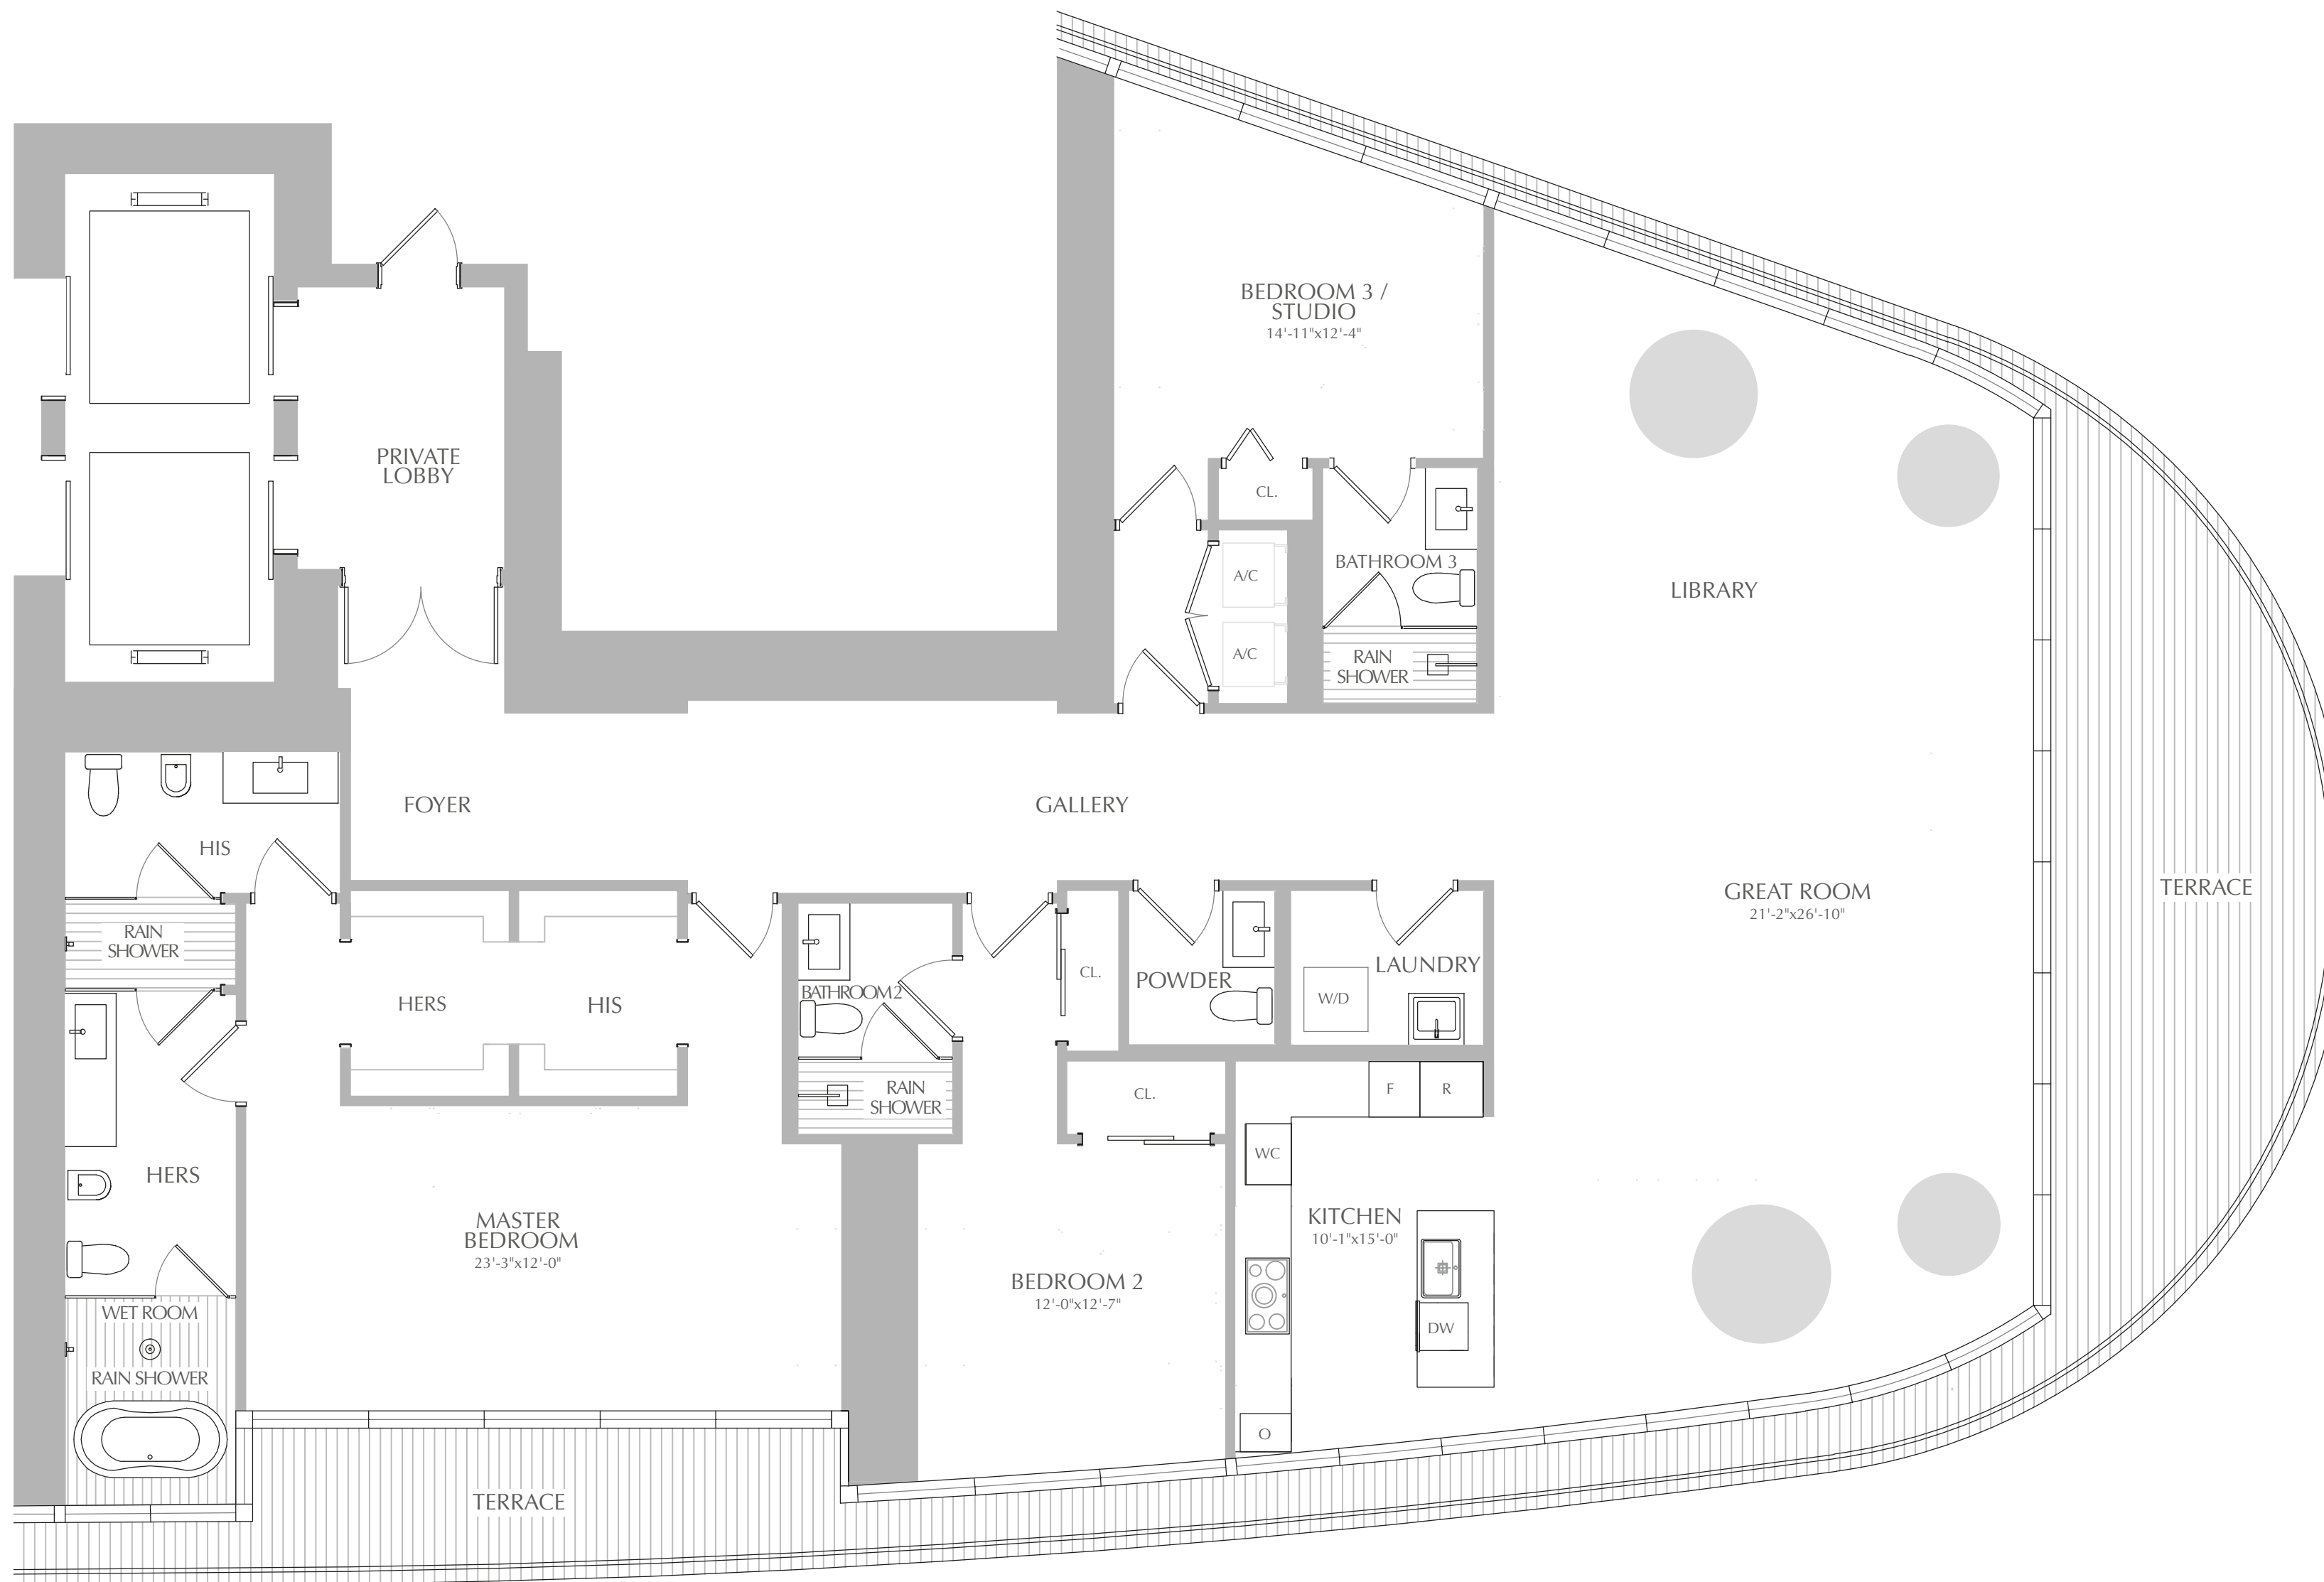 BEDROOM 3 /
STUDIO
14'-11"x12'-4"
PRIVATE
LOBBY
CL.
A/C
BATHROOM 3
LIBRARY
A/C
RAIN
SHOWER
FOYER
GALLERY
HIS
TERRACE
GREAT ROOM
21'-2"x26'-10"
RAIN
SHOWER
HERS
HIS
BATHROOM 2
CL.
POWDER
LAUNDRY
W/D
RAIN
SHOWER
CL.
F
R
WC
HERS
MASTER
BEDROOM
23'-3"x12'-0"
KITCHEN
10'-1"x15'-0"
BEDROOM 2
12'-0"x12'-7"
WET ROOM
DW
RAIN SHOWER
O
TERRACE